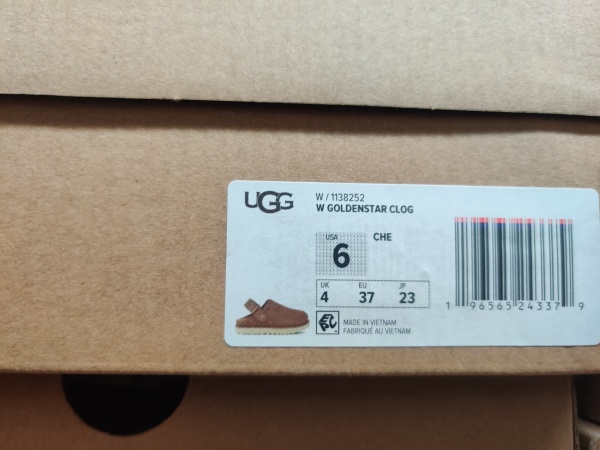 UGG
W / 1138252
W GOLDENSTAR CLOG
USA
6
CHE
UK EU JP
4 37 23
MADE IN VIETNAM
FABRIQUÉ AU VIETNAM
1 96565 24337 9